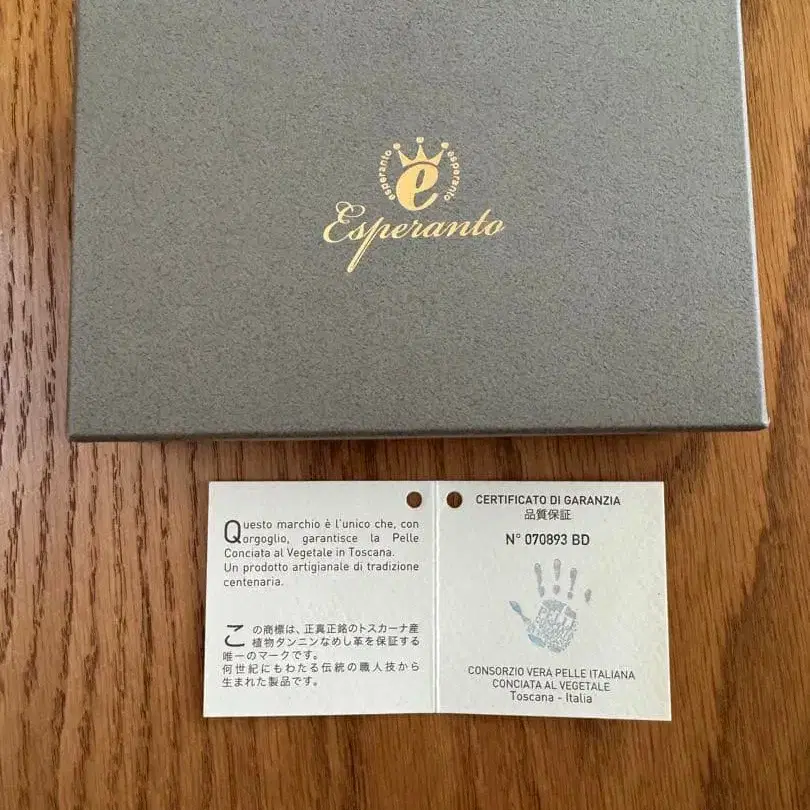 esperanto esperanto
e
Esperanto
Questo marchio è l'unico che, con
orgoglio, garantisce la Pelle
Conciata al Vegetale in Toscana.
Un prodotto artigianale di tradizione
centenaria.
この商標は、正真正銘のトスカーナ産
植物タンニンなめし革を保証する
唯一のマークです。
何世紀にもわたる伝統の職人技から
生まれた製品です。
CERTIFICATO DI GARANZIA
品質保証
N° 070893 BD
CONSORZIO VERA PELLE ITALIANA
CONCIATA AL VEGETALE
Toscana - Italia